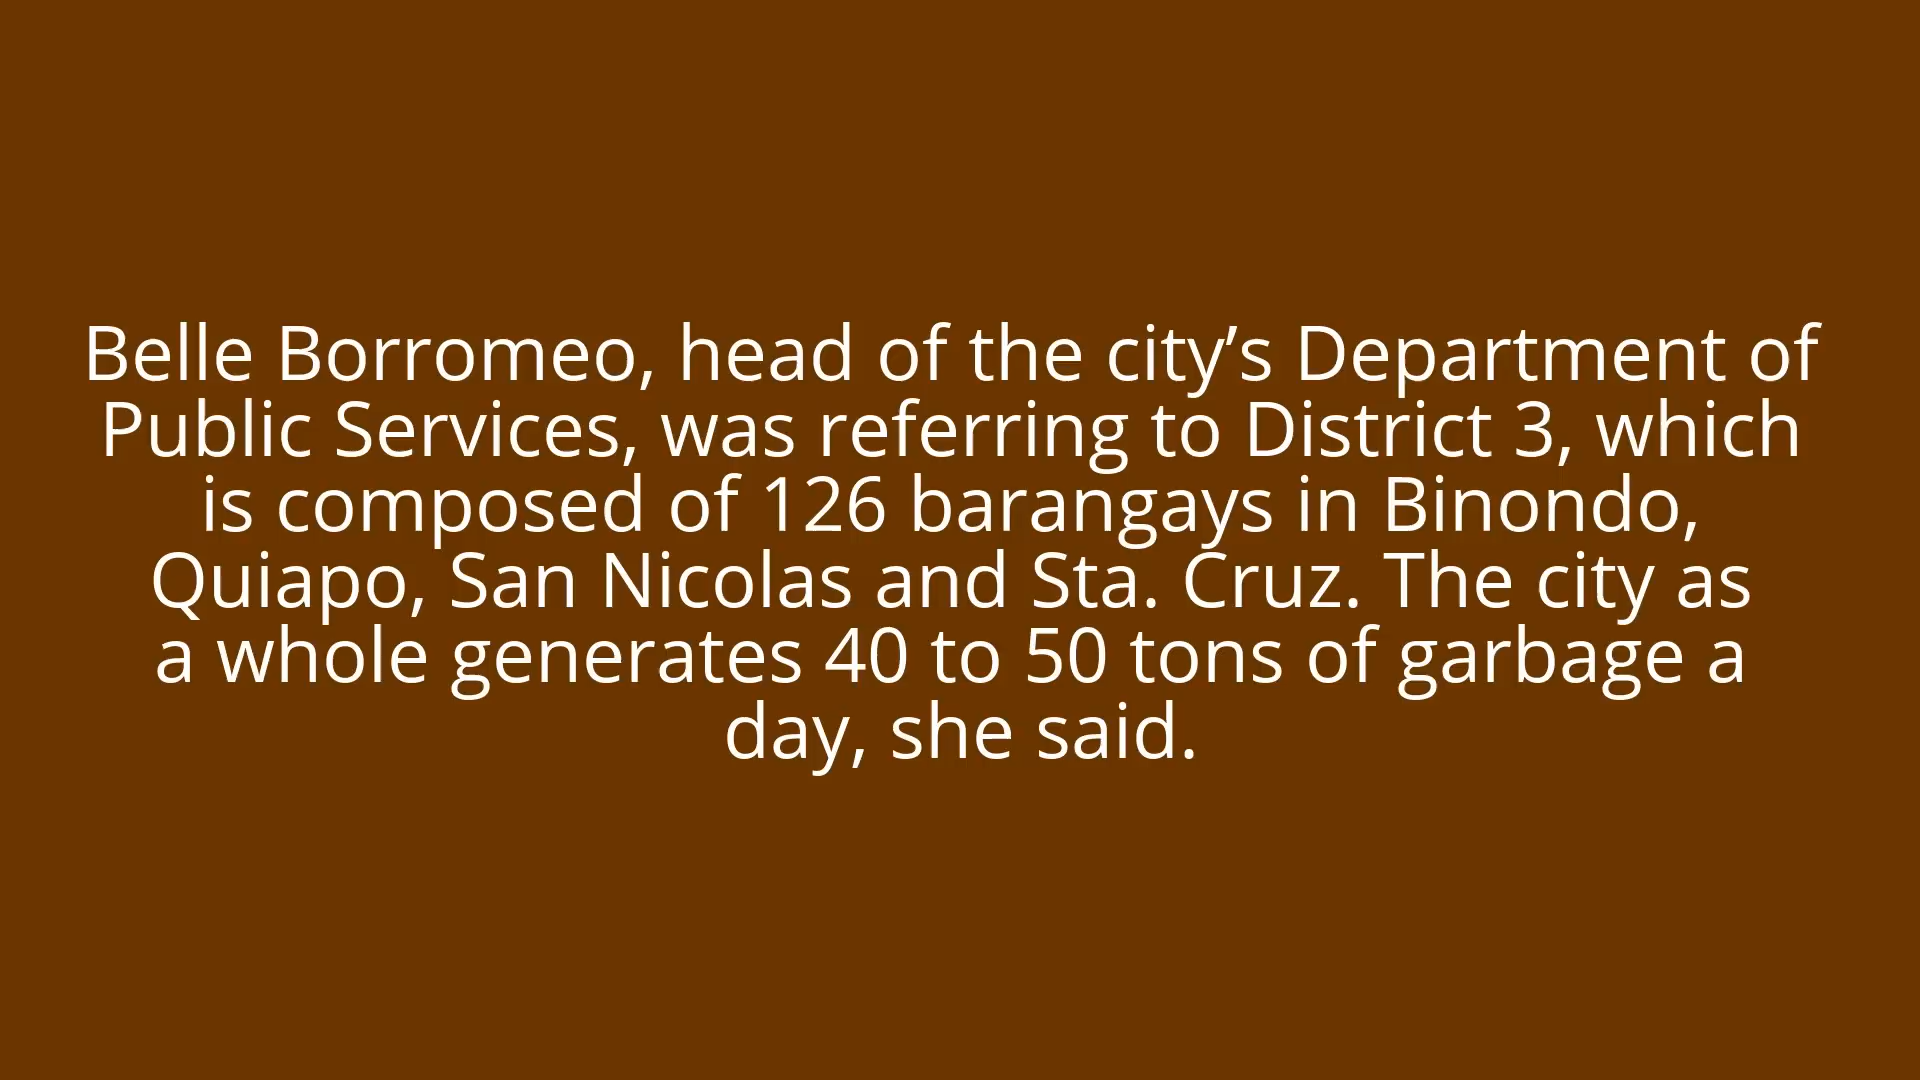 Belle Borromeo, head of the city’s Department of
Public Services, was referring to District 3, which
is composed of 126 barangays in Binondo,
Quiapo, San Nicolas and Sta. Cruz. The city as
a whole generates 40 to 50 tons of garbage a
day, she said.